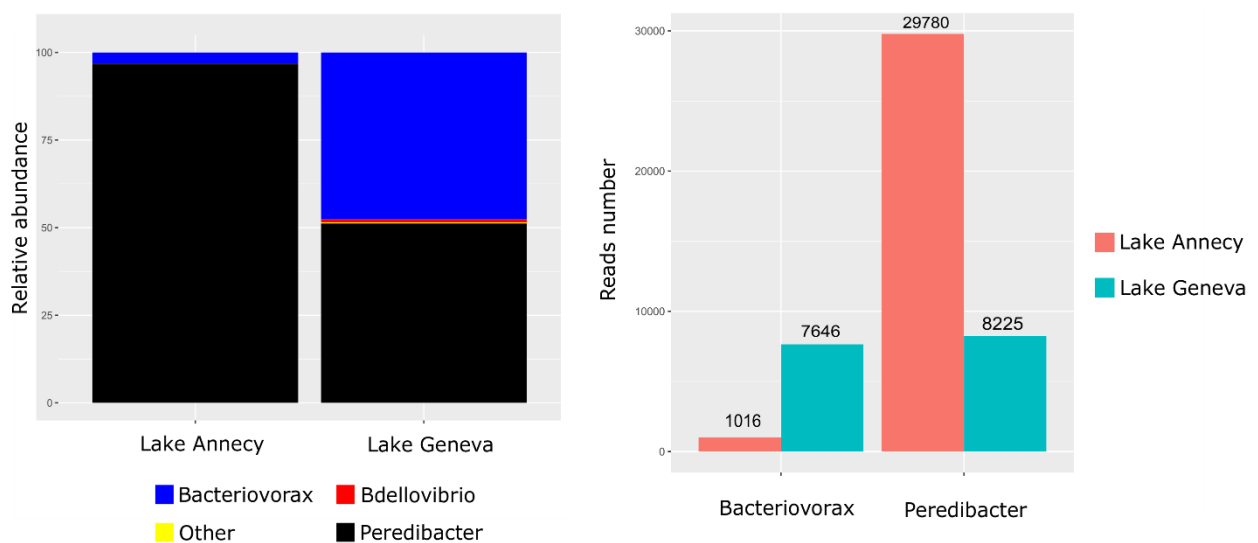 Relative abundance
100
75
50
25
0
Lake Annecy
Lake Geneva
Bacteriovorax
Bdellovibrio
Other
Peredibacter
Reads number
30000
20000
10000
0
29780
7646
8225
1016
Bacteriovorax
Peredibacter
Lake Annecy
Lake Geneva